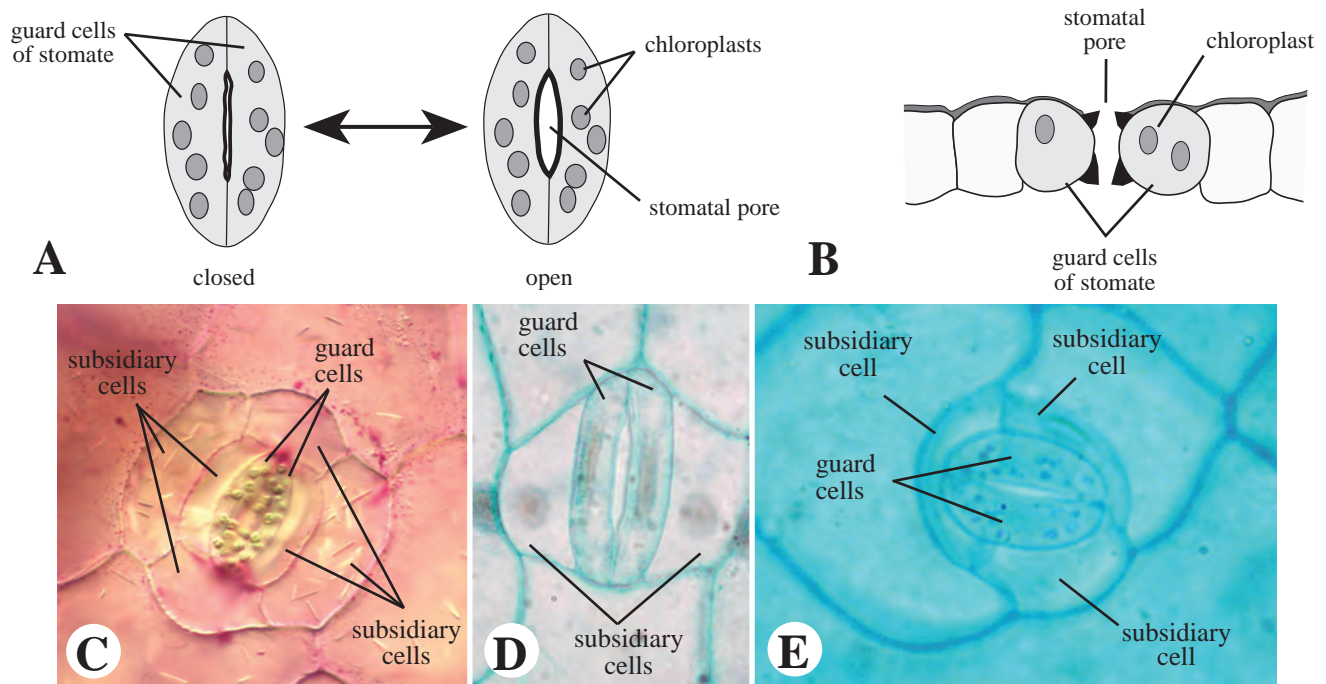 guard cells
of stomate
chloroplasts
stomatal pore
A
closed
open
stomatal
pore
chloroplast
B
guard cells
of stomate
subsidiary
cells
guard
cells
C
subsidiary
cells
guard
cells
D
subsidiary
cells
subsidiary
cell
subsidiary
cell
guard
cells
E
subsidiary
cell